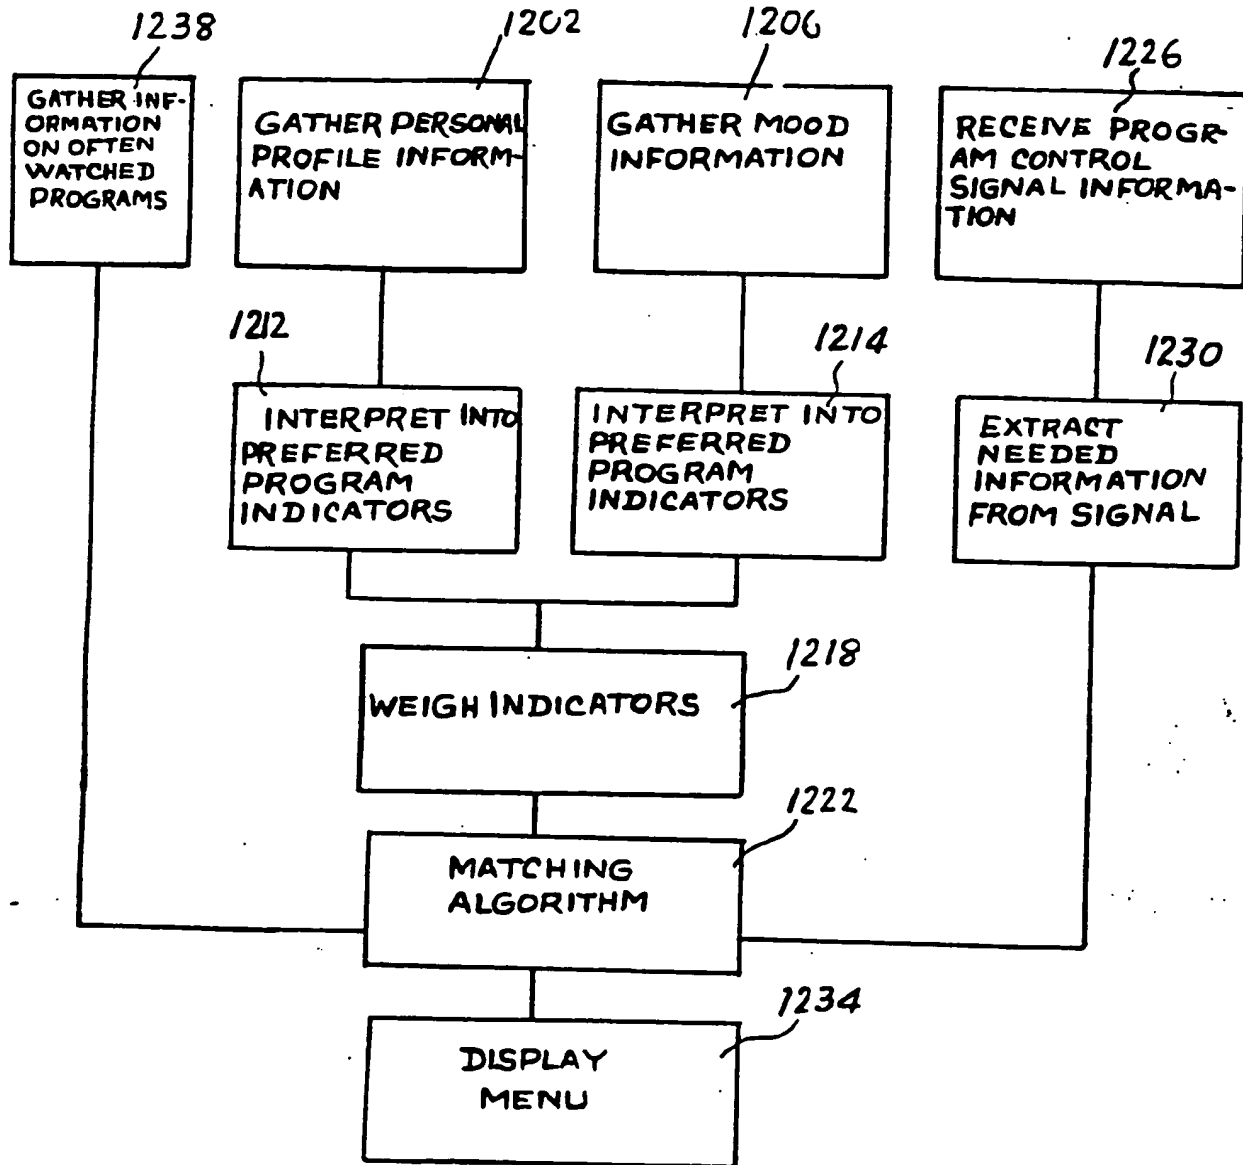 1238
1202
1206
1226
GATHER INF-
ORMATION
ON OFTEN
WATCHED
PROGRAMS
GATHER PERSONAL
PROFILE INFORM-
ATION
GATHER MOOD
INFORMATION
RECEIVE PROGR-
AM CONTROL
SIGNAL INFORMA-
TION
1212
1214
1230
INTERPRET INTO
PREFERRED
PROGRAM
INDICATORS
INTERPRET INTO
PREFERRED
PROGRAM
INDICATORS
EXTRACT
NEEDED
INFORMATION
FROM SIGNAL
1218
WEIGH INDICATORS
1222
MATCHING
ALGORITHM
1234
DISPLAY
MENU